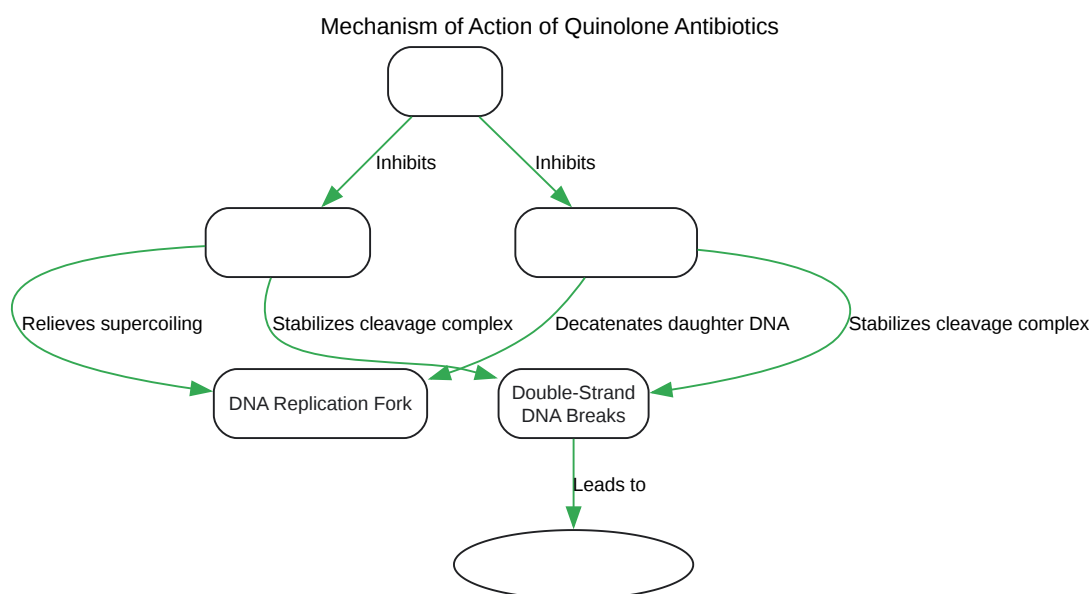 Mechanism of Action of Quinolone Antibiotics
Inhibits
Inhibits
Relieves supercoiling
Stabilizes cleavage complex
Decatenates daughter DNA
Stabilizes cleavage complex
DNA Replication Fork
Double-Strand
DNA Breaks
Leads to